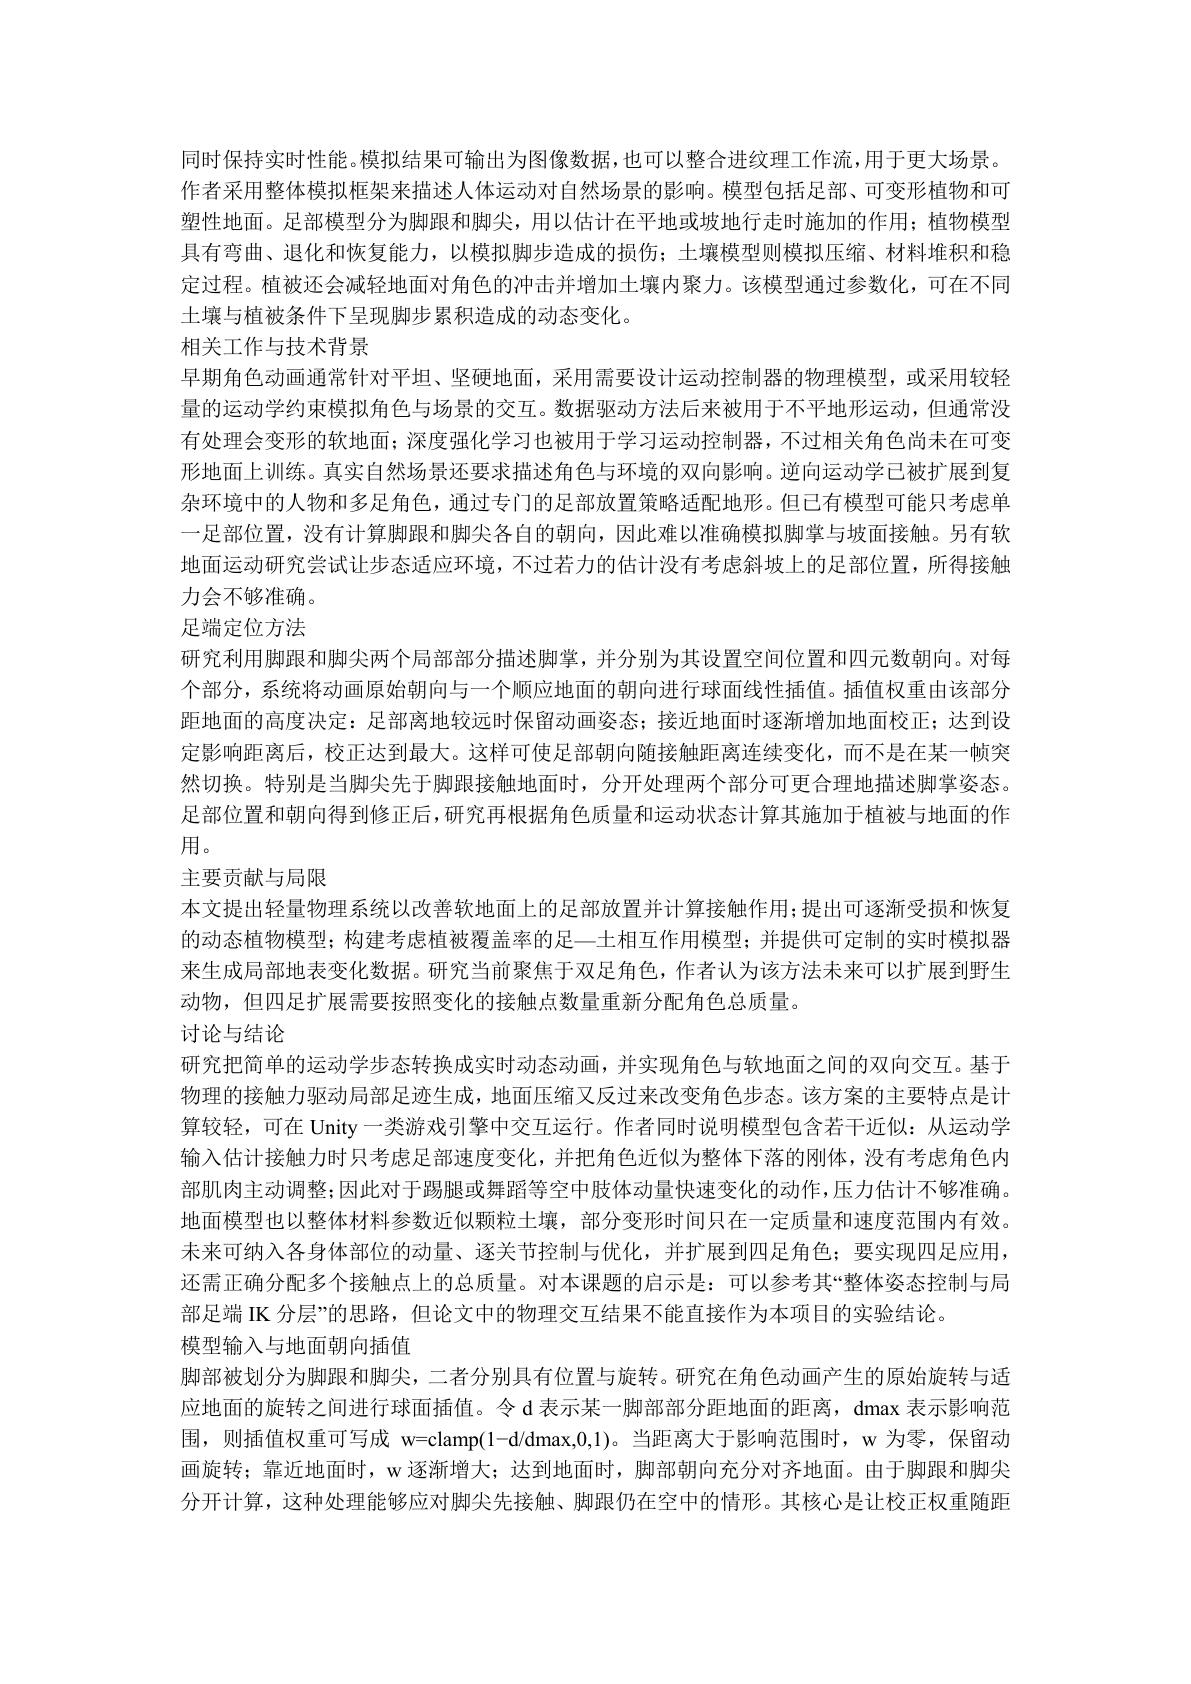 同时保持实时性能。模拟结果可输出为图像数据，也可以整合进纹理工作流，用于更大场景。
作者采用整体模拟框架来描述人体运动对自然场景的影响。模型包括足部、可变形植物和可
塑性地面。足部模型分为脚跟和脚尖，用以估计在平地或坡地行走时施加的作用；植物模型
具有弯曲、退化和恢复能力，以模拟脚步造成的损伤；土壤模型则模拟压缩、材料堆积和稳
定过程。植被还会减轻地面对角色的冲击并增加土壤内聚力。该模型通过参数化，可在不同
土壤与植被条件下呈现脚步累积造成的动态变化。
相关工作与技术背景
早期角色动画通常针对平坦、坚硬地面，采用需要设计运动控制器的物理模型，或采用较轻
量的运动学约束模拟角色与场景的交互。数据驱动方法后来被用于不平地形运动，但通常没
有处理会变形的软地面；深度强化学习也被用于学习运动控制器，不过相关角色尚未在可变
形地面上训练。真实自然场景还要求描述角色与环境的双向影响。逆向运动学已被扩展到复
杂环境中的人物和多足角色，通过专门的足部放置策略适配地形。但已有模型可能只考虑单
一足部位置，没有计算脚跟和脚尖各自的朝向，因此难以准确模拟脚掌与坡面接触。另有软
地面运动研究尝试让步态适应环境，不过若力的估计没有考虑斜坡上的足部位置，所得接触
力会不够准确。
足端定位方法
研究利用脚跟和脚尖两个局部部分描述脚掌，并分别为其设置空间位置和四元数朝向。对每
个部分，系统将动画原始朝向与一个顺应地面的朝向进行球面线性插值。插值权重由该部分
距地面的高度决定：足部离地较远时保留动画姿态；接近地面时逐渐增加地面校正；达到设
定影响距离后，校正达到最大。这样可使足部朝向随接触距离连续变化，而不是在某一帧突
然切换。特别是当脚尖先于脚跟接触地面时，分开处理两个部分可更合理地描述脚掌姿态。
足部位置和朝向得到修正后，研究再根据角色质量和运动状态计算其施加于植被与地面的作
用。
主要贡献与局限
本文提出轻量物理系统以改善软地面上的足部放置并计算接触作用；提出可逐渐受损和恢复
的动态植物模型；构建考虑植被覆盖率的足—土相互作用模型；并提供可定制的实时模拟器
来生成局部地表变化数据。研究当前聚焦于双足角色，作者认为该方法未来可以扩展到野生
动物，但四足扩展需要按照变化的接触点数量重新分配角色总质量。
讨论与结论
研究把简单的运动学步态转换成实时动态动画，并实现角色与软地面之间的双向交互。基于
物理的接触力驱动局部足迹生成，地面压缩又反过来改变角色步态。该方案的主要特点是计
算较轻，可在 Unity 一类游戏引擎中交互运行。作者同时说明模型包含若干近似：从运动学
输入估计接触力时只考虑足部速度变化，并把角色近似为整体下落的刚体，没有考虑角色内
部肌肉主动调整；因此对于踢腿或舞蹈等空中肢体动量快速变化的动作，压力估计不够准确。
地面模型也以整体材料参数近似颗粒土壤，部分变形时间只在一定质量和速度范围内有效。
未来可纳入各身体部位的动量、逐关节控制与优化，并扩展到四足角色；要实现四足应用，
还需正确分配多个接触点上的总质量。对本课题的启示是：可以参考其“整体姿态控制与局
部足端 IK 分层”的思路，但论文中的物理交互结果不能直接作为本项目的实验结论。
模型输入与地面朝向插值
脚部被划分为脚跟和脚尖，二者分别具有位置与旋转。研究在角色动画产生的原始旋转与适
应地面的旋转之间进行球面插值。令 d 表示某一脚部部分距地面的距离，dmax 表示影响范
围，则插值权重可写成 w=clamp(1−d/dmax,0,1)。当距离大于影响范围时，w 为零，保留动
画旋转；靠近地面时，w 逐渐增大；达到地面时，脚部朝向充分对齐地面。由于脚跟和脚尖
分开计算，这种处理能够应对脚尖先接触、脚跟仍在空中的情形。其核心是让校正权重随距